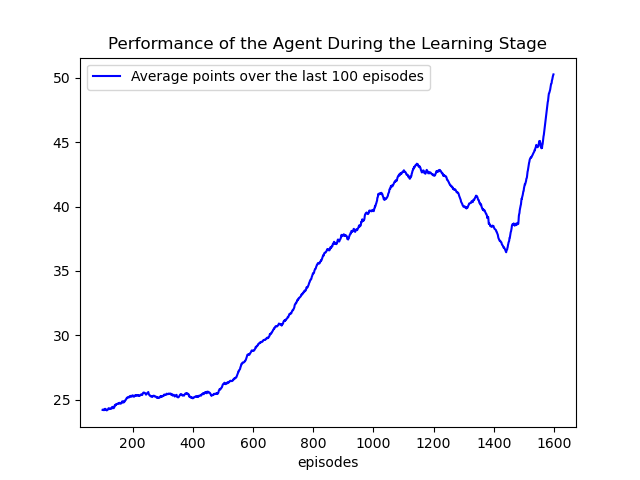 Performance of the Agent During the Learning Stage
Average points over the last 100 episodes
50
45
40
35
30
25
200 400 600 800 1000 1200 1400 1600
episodes